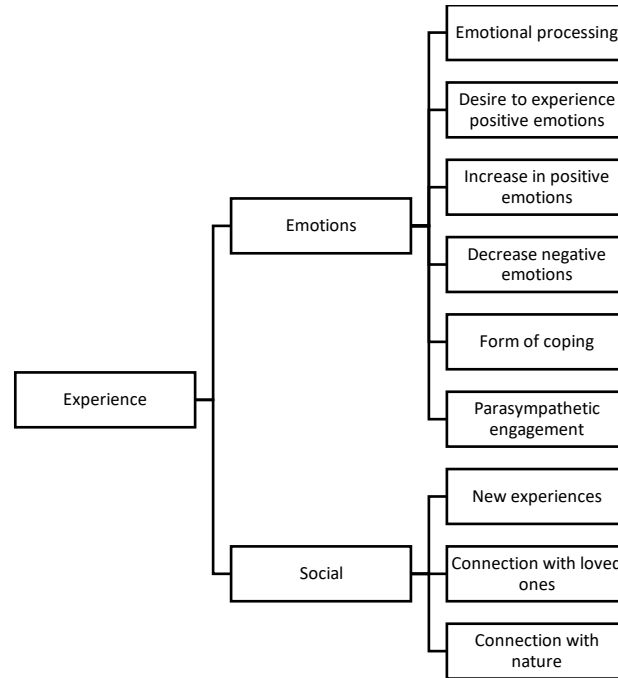 Emotional processing
Desire to experience
positive emotions
Increase in positive
emotions
Emotions
Decrease negative
emotions
Form of coping
Experience
Parasympathetic
engagement
New experiences
Social
Connection with loved
ones
Connection with
nature